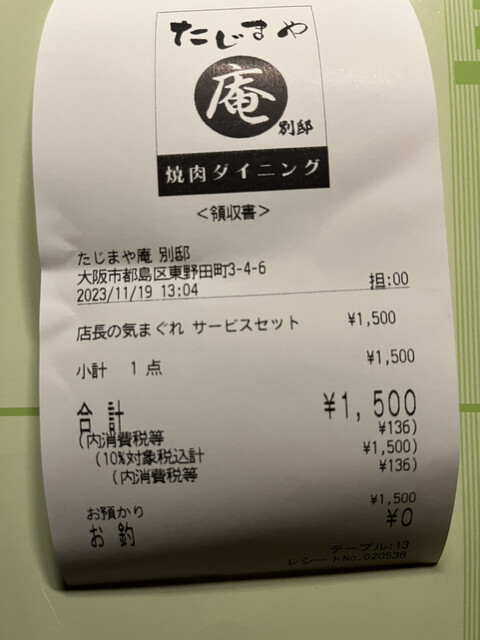 たじまや
庵
別邸
焼肉ダイニング
<領収書>
たじまや庵 別邸
大阪市都島区東野田町3-4-6
2023/11/19 13:04 担:00
店長の気まぐれ サービスセット ¥1,500
小計 1 点 ¥1,500
合計 ¥1,500
(内消費税等 ¥136)
(10%対象税込計 ¥1,500)
(内消費税等 ¥136)
お預かり ¥1,500
お釣 ¥0
テーブル:13
レシートNo.020538